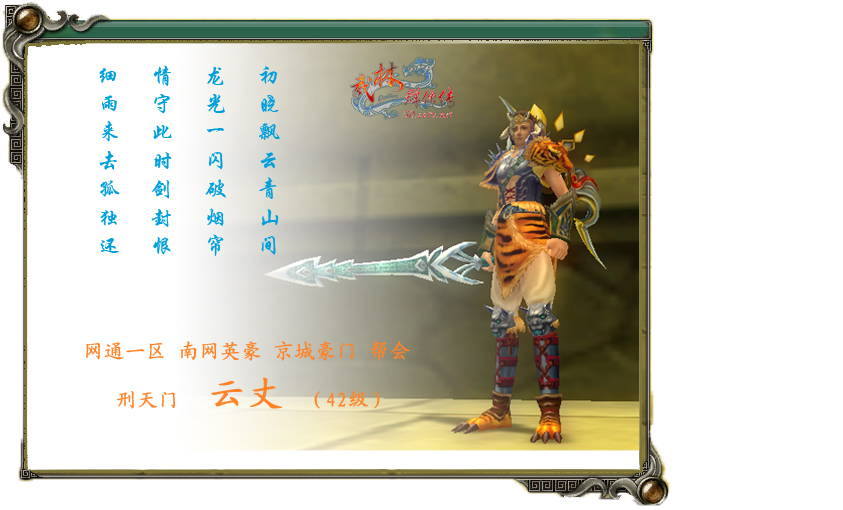 初晓飘云青山间
龙光一闪破烟帘
情守此时剑封恨
细雨来去孤独还
武林
网通一区 南网英豪 京城豪门 帮会
刑天门 云丈 （42级）